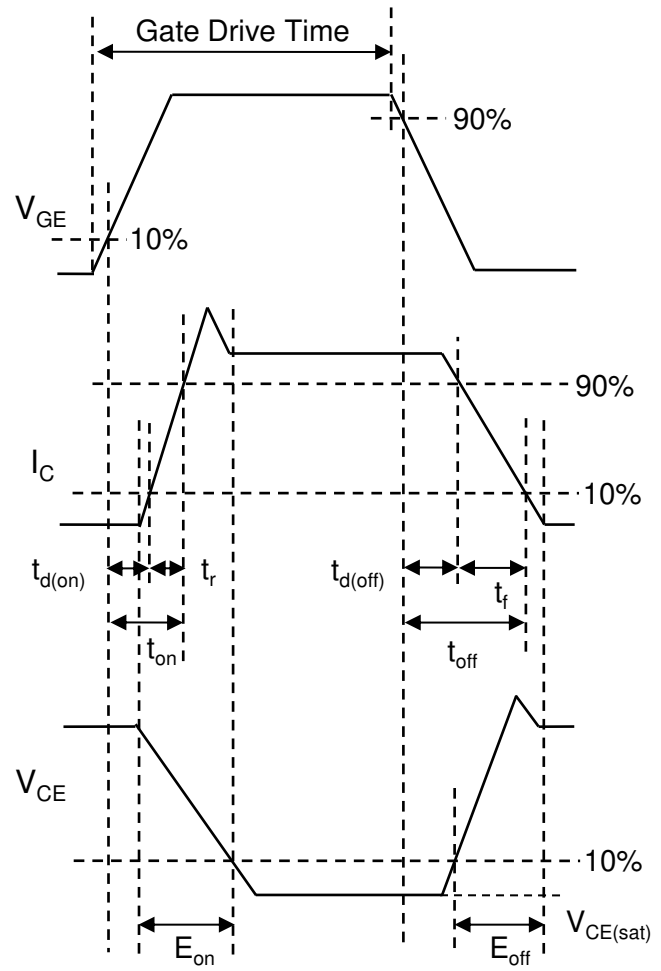 Gate Drive Time
90%
V_GE
10%
90%
I_C
10%
t_d(on)
t_r
t_d(off)
t_f
t_on
t_off
V_CE
10%
V_CE(sat)
E_on
E_off